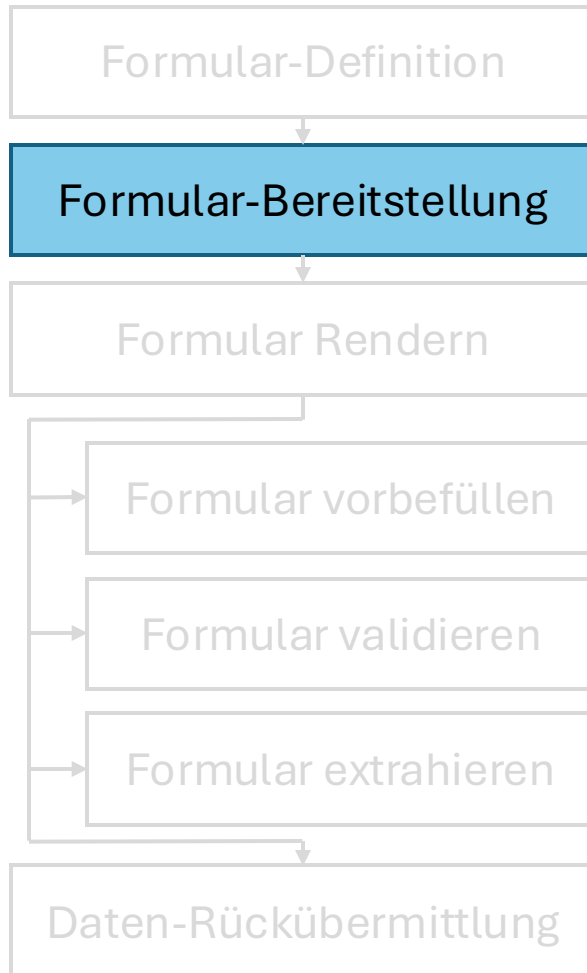 Formular-Definition
Formular-Bereitstellung
Formular Rendern
Formular vorbefüllen
Formular validieren
Formular extrahieren
Daten-Rückübermittlung